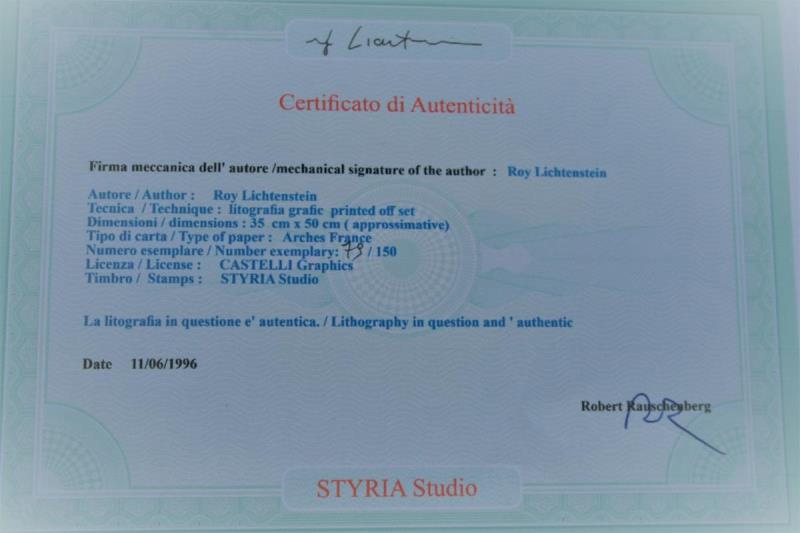 rf Lichtenstein
Certificato di Autenticità
Firma meccanica dell' autore /mechanical signature of the author : Roy Lichtenstein
Autore / Author : Roy Lichtenstein
Tecnica / Technique : litografia grafic printed off set
Dimensioni / dimensions : 35 cm x 50 cm ( approssimative)
Tipo di carta / Type of paper : Arches France
Numero esemplare / Number exemplary: 79 / 150
Licenza / License : CASTELLI Graphics
Timbro / Stamps : STYRIA Studio
La litografia in questione e' autentica. / Lithography in question and ' authentic
Date 11/06/1996
Robert Rauschenberg
STYRIA Studio